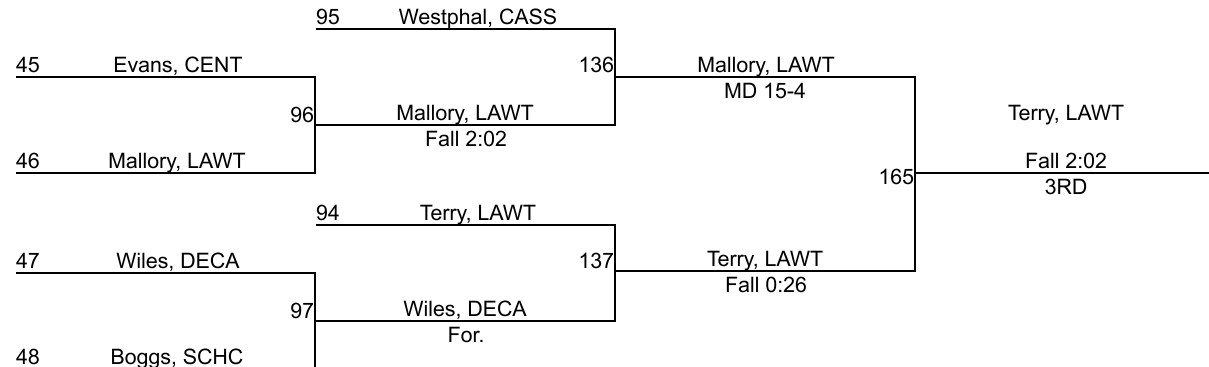 95 Westphal, CASS
45 Evans, CENT
136 Mallory, LAWT
MD 15-4
96 Mallory, LAWT
Fall 2:02
Terry, LAWT
46 Mallory, LAWT
Fall 2:02
165
3RD
94 Terry, LAWT
47 Wiles, DECA
137 Terry, LAWT
Fall 0:26
97 Wiles, DECA
For.
48 Boggs, SCHC